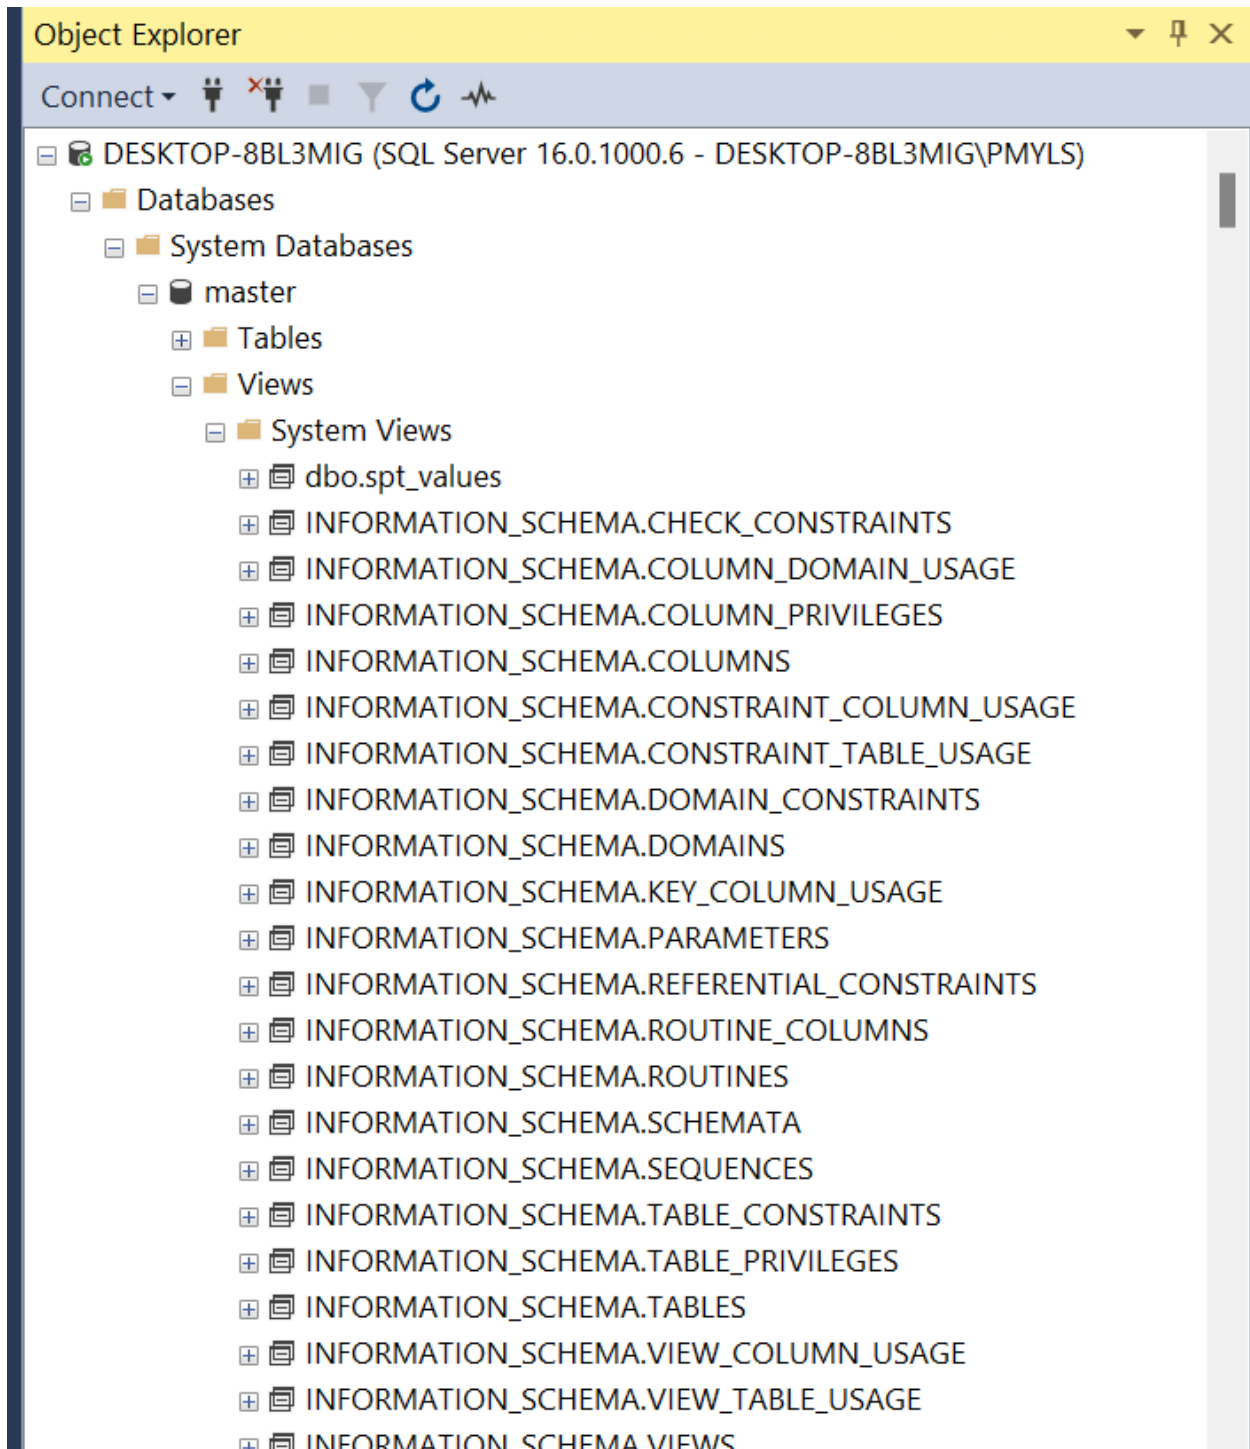 Object Explorer
Connect
DESKTOP-8BL3MIG (SQL Server 16.0.1000.6 - DESKTOP-8BL3MIG\PMYLS)
Databases
System Databases
master
Tables
Views
System Views
dbo.spt_values
INFORMATION_SCHEMA.CHECK_CONSTRAINTS
INFORMATION_SCHEMA.COLUMN_DOMAIN_USAGE
INFORMATION_SCHEMA.COLUMN_PRIVILEGES
INFORMATION_SCHEMA.COLUMNS
INFORMATION_SCHEMA.CONSTRAINT_COLUMN_USAGE
INFORMATION_SCHEMA.CONSTRAINT_TABLE_USAGE
INFORMATION_SCHEMA.DOMAIN_CONSTRAINTS
INFORMATION_SCHEMA.DOMAINS
INFORMATION_SCHEMA.KEY_COLUMN_USAGE
INFORMATION_SCHEMA.PARAMETERS
INFORMATION_SCHEMA.REFERENTIAL_CONSTRAINTS
INFORMATION_SCHEMA.ROUTINE_COLUMNS
INFORMATION_SCHEMA.ROUTINES
INFORMATION_SCHEMA.SCHEMATA
INFORMATION_SCHEMA.SEQUENCES
INFORMATION_SCHEMA.TABLE_CONSTRAINTS
INFORMATION_SCHEMA.TABLE_PRIVILEGES
INFORMATION_SCHEMA.TABLES
INFORMATION_SCHEMA.VIEW_COLUMN_USAGE
INFORMATION_SCHEMA.VIEW_TABLE_USAGE
INFORMATION_SCHEMA.VIEWS